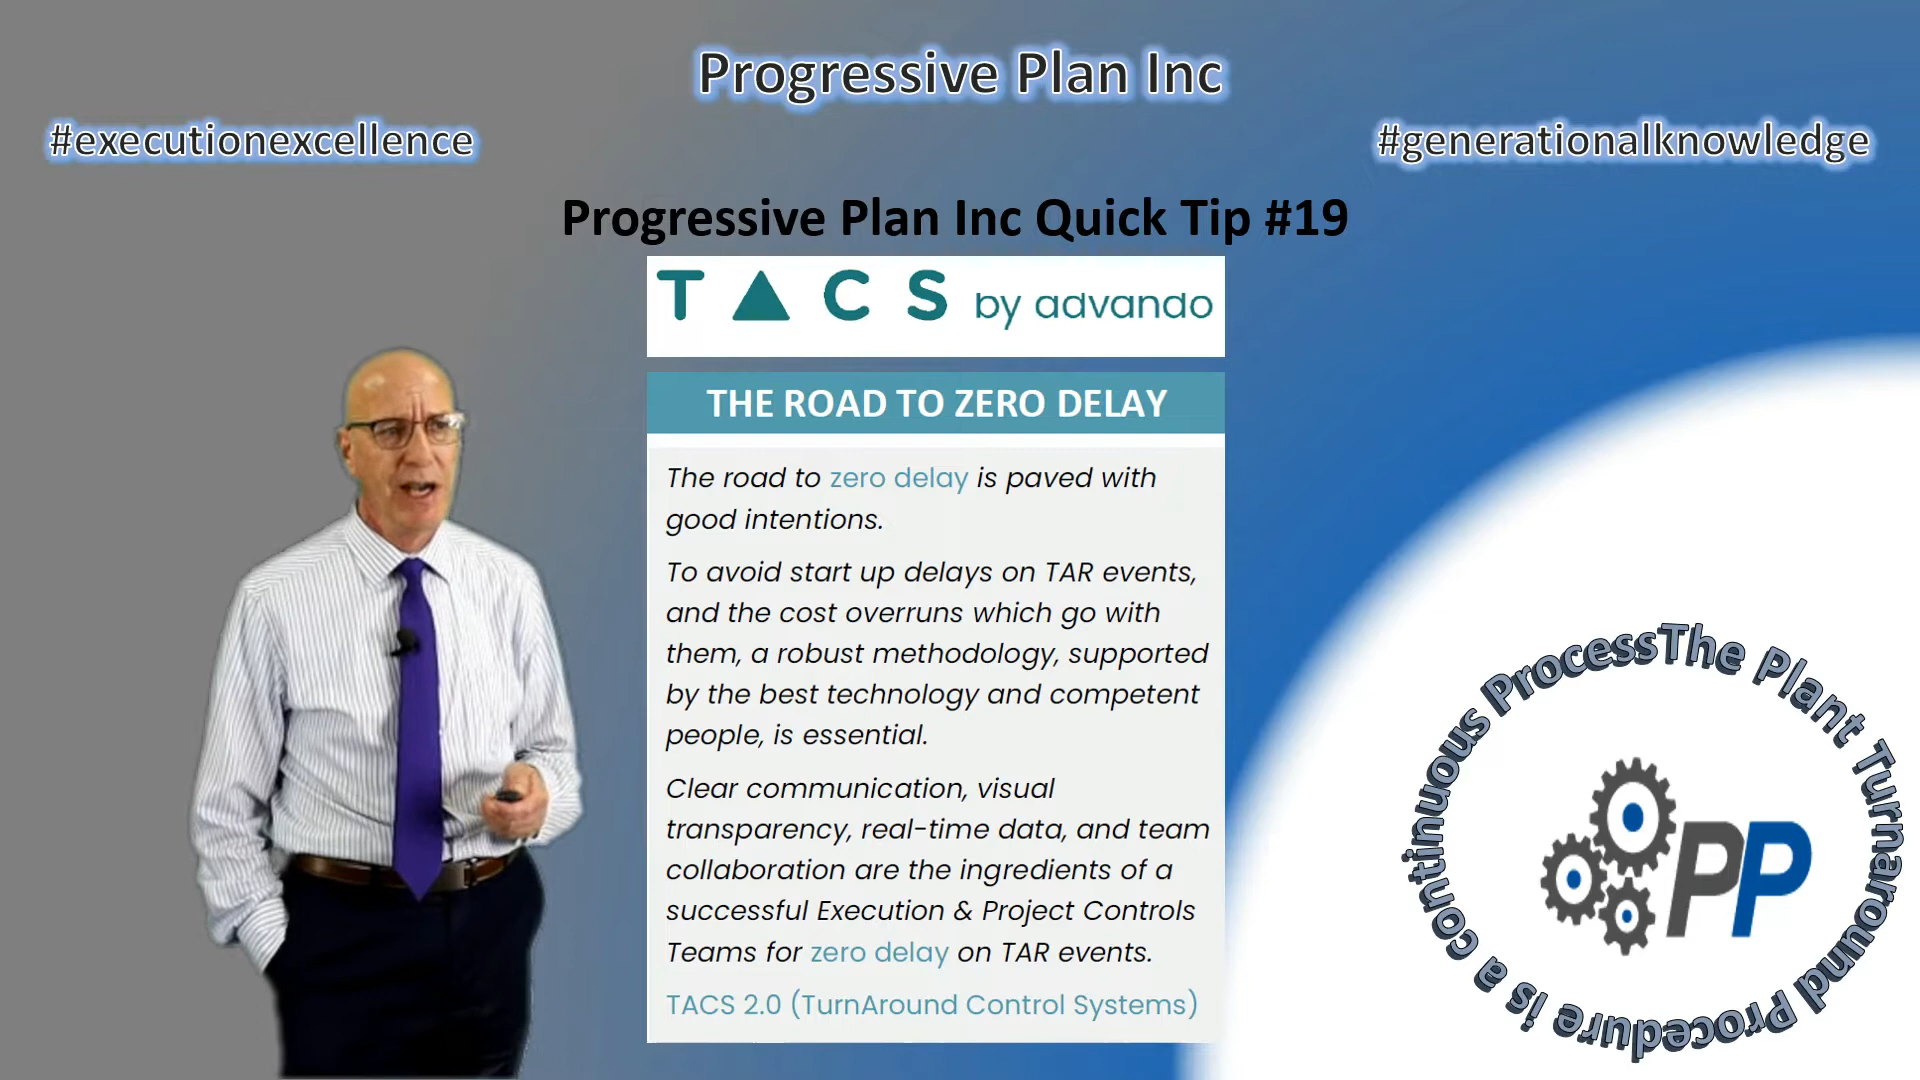 Progressive Plan Inc
#executionexcellence
#generationalknowledge
Progressive Plan Inc Quick Tip #19
TACS by advando
THE ROAD TO ZERO DELAY
The road to zero delay is paved with
good intentions.
To avoid start up delays on TAR events,
and the cost overruns which go with
them, a robust methodology, supported
by the best technology and competent
people, is essential.
Clear communication, visual
transparency, real-time data, and team
collaboration are the ingredients of a
successful Execution & Project Controls
Teams for zero delay on TAR events.
TACS 2.0 (TurnAround Control Systems)
The Plant Turnaround Procedure is a continuous Process
PP